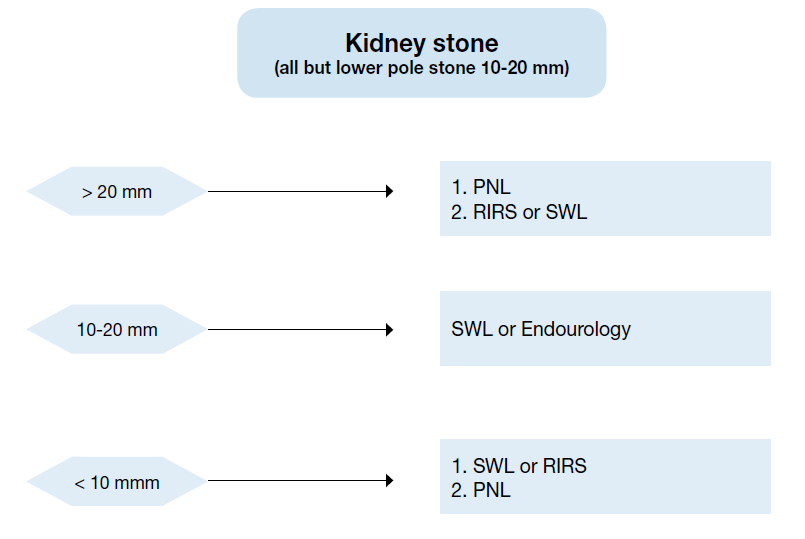 Kidney stone
(all but lower pole stone 10-20 mm)
> 20 mm
1. PNL
2. RIRS or SWL
10-20 mm
SWL or Endourology
< 10 mmm
1. SWL or RIRS
2. PNL